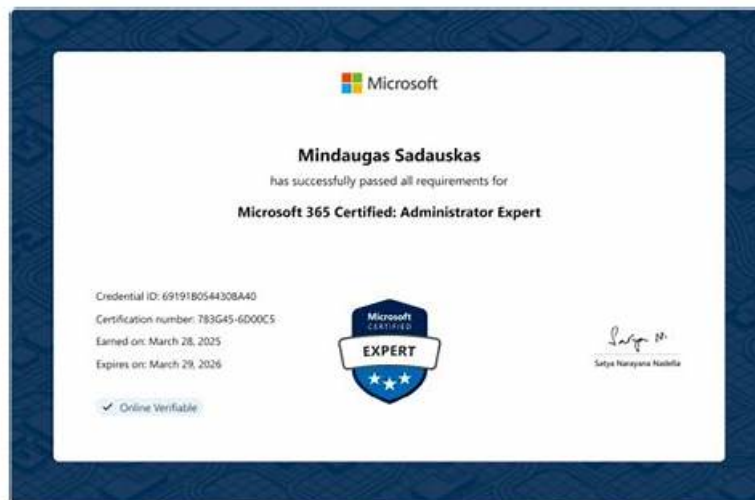 Microsoft
Mindaugas Sadauskas
has successfully passed all requirements for
Microsoft 365 Certified: Administrator Expert
Credential ID: 69191B054430BA40
Certification number: 783G45-6D00C5
Earned on: March 28, 2025
Expires on: March 29, 2026
Online Verifiable
Microsoft
CERTIFIED
EXPERT
Satya N.
Satya Narayana Nadella